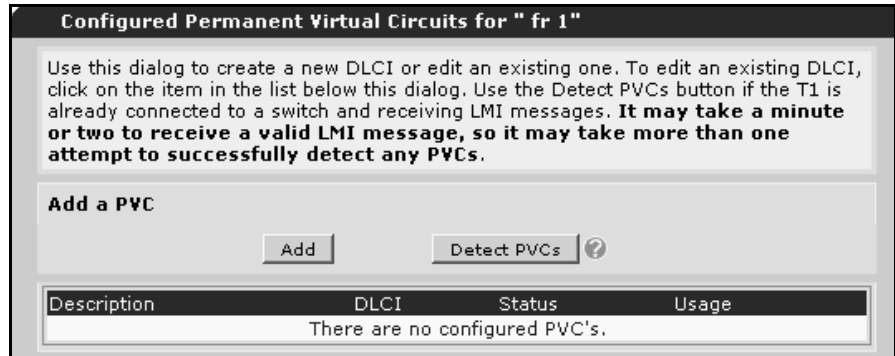 Configured Permanent Virtual Circuits for " fr 1"
Use this dialog to create a new DLCI or edit an existing one. To edit an existing DLCI,
click on the item in the list below this dialog. Use the Detect PVCs button if the T1 is
already connected to a switch and receiving LMI messages. It may take a minute
or two to receive a valid LMI message, so it may take more than one
attempt to successfully detect any PVCs.
Add a PVC
Add Detect PVCs ?
Description DLCI Status Usage
There are no configured PVC's.